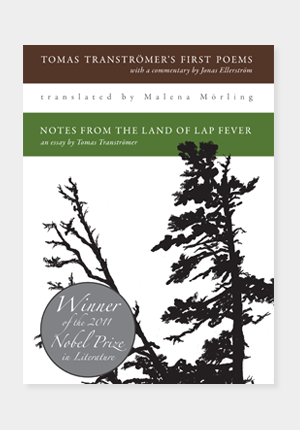 TOMAS TRANSTRÖMER'S FIRST POEMS
with a commentary by Jonas Ellerström
translated by Malena Mörling
NOTES FROM THE LAND OF LAP FEVER
an essay by Tomas Tranströmer
Winner
of the 2011
Nobel Prize
in Literature